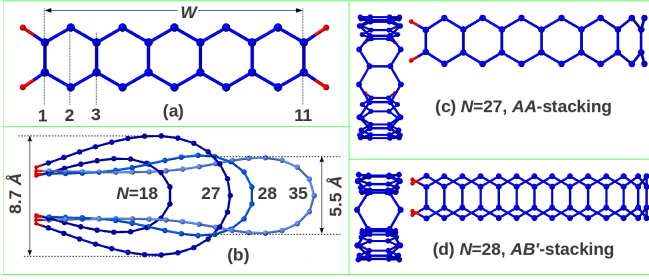 W
1 2 3 (a) 11
8.7 Å
N=18 27 28 35
5.5 Å
(b)
(c) N=27, AA-stacking
(d) N=28, AB'-stacking